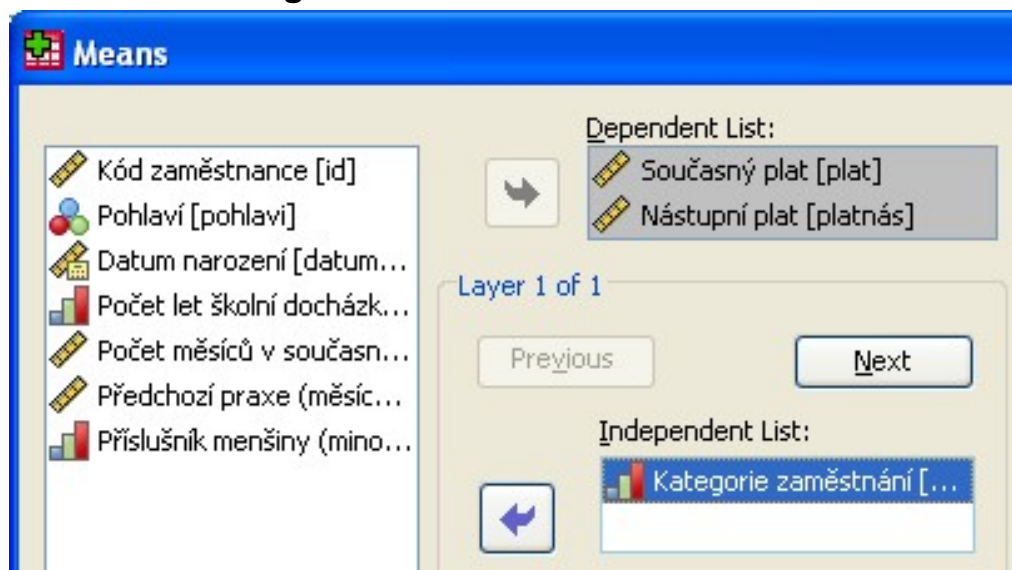 Means
Kód zaměstnance [id]
Pohlaví [pohlavi]
Datum narození [datum...
Počet let školní docházk...
Počet měsíců v současn...
Předchozí praxe (měsíc...
Příslušník menšiny (mino...
Dependent List:
Současný plat [plat]
Nástupní plat [platnás]
Layer 1 of 1
Previous
Next
Independent List:
Kategorie zaměstnání [...